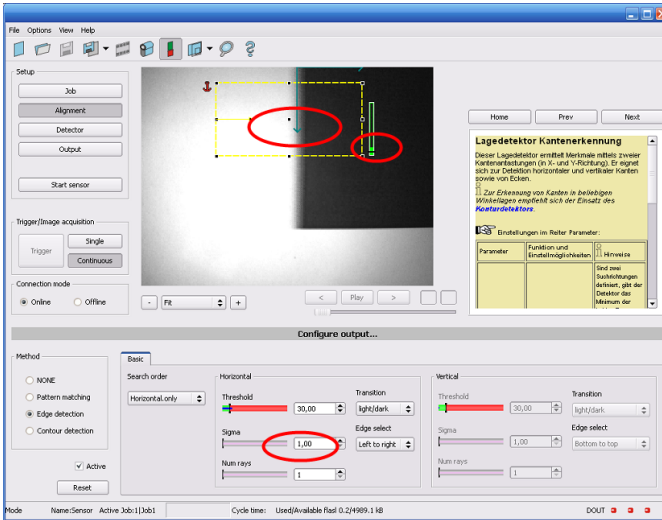 File Options View Help
Setup
Job
Alignment
Detector
Output
Start sensor
Trigger/Image acquisition
Trigger
Single
Continuous
Connection mode
Online
Offline
-
Fit
+
<
Play
>
Home
Prev
Next
Lagedetektor Kantenerkennung
Dieser Lagedetektor ermittelt Merkmale mittels zweier
Kantenantastungen (in X- und Y-Richtung). Er eignet
sich zur Detektion horizontaler und vertikaler Kanten
sowie von Ecken.
Zur Erkennung von Kanten in beliebigen
Winkellagen empfiehlt sich der Einsatz des
Konturdetektors.
Einstellungen im Reiter Parameter:
Parameter
Funktion und
Einstellmöglichkeiten
Hinweise
Sind zwei
Suchrichtungen
definiert, gibt der
Detektor das
Minimum der
Configure output...
Method
NONE
Pattern matching
Edge detection
Contour detection
Active
Reset
Basic
Search order
Horizontal.only
Horizontal
Threshold
30,00
Transition
light/dark
Sigma
1,00
Edge select
Left to right
Num rays
1
Vertical
Threshold
30,00
Transition
light/dark
Sigma
1,00
Edge select
Bottom to top
Num rays
1
Mode Name:Sensor Active Job:1|Job1 Cycle time: Used/Available flasl 0.2/4989.1 kB DOUT